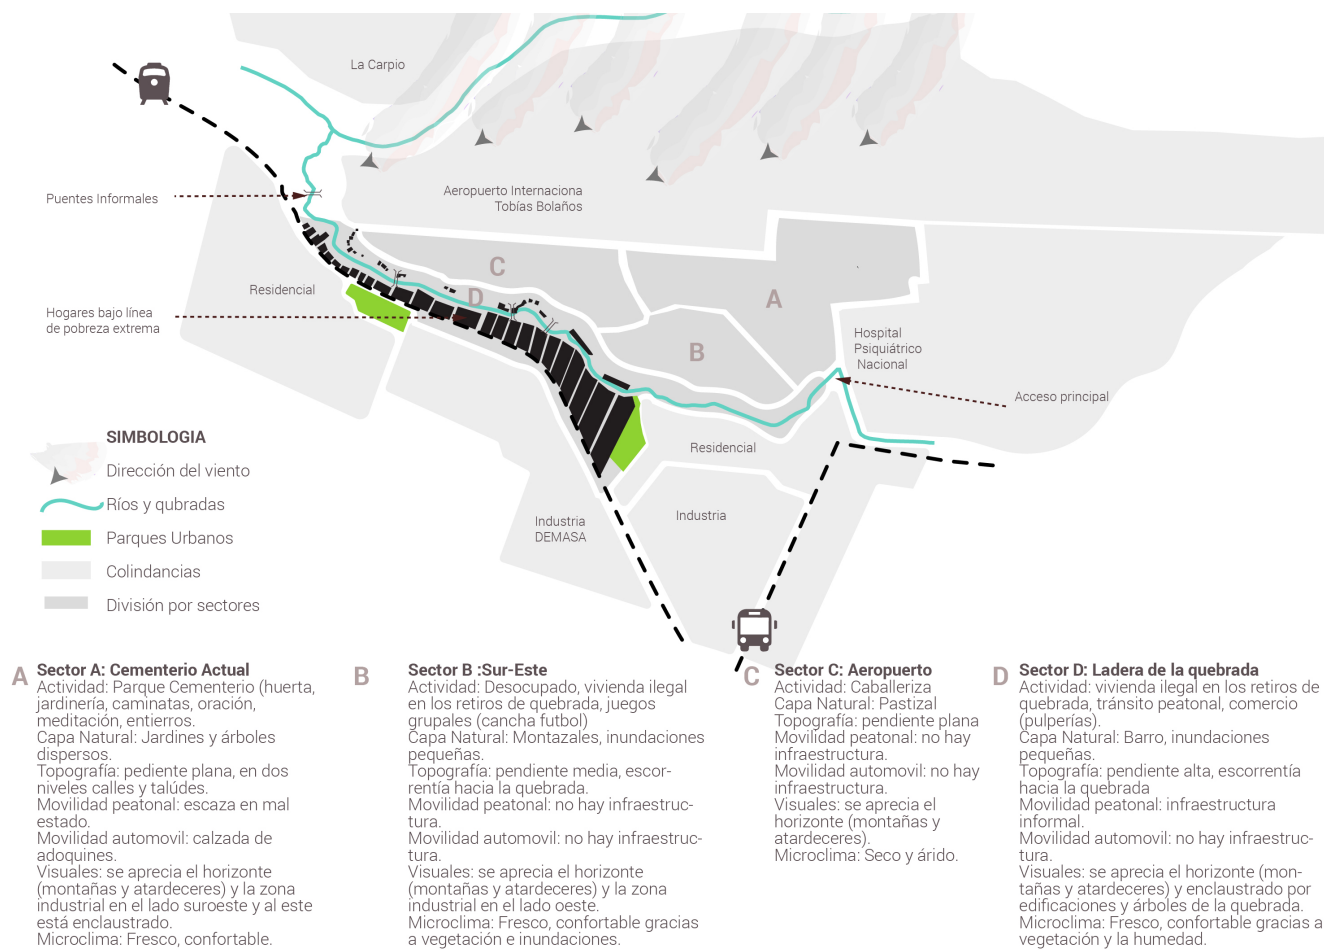 La Carpio
Puentes Informales
Aeropuerto Internaciona
Tobías Bolaños
C
Residencial
D
A
Hogares bajo línea
de pobreza extrema
B
Hospital
Psiquiátrico
Nacional
Acceso principal
Residencial
Industria
DEMASA
Industria
SIMBOLOGIA
Dirección del viento
Ríos y qubradas
Parques Urbanos
Colindancias
División por sectores
A
Sector A: Cementerio Actual
Actividad: Parque Cementerio (huerta,
jardinería, caminatas, oración,
meditación, entierros.
Capa Natural: Jardines y árboles
dispersos.
Topografía: pediente plana, en dos
niveles calles y talúdes.
Movilidad peatonal: escaza en mal
estado.
Movilidad automovil: calzada de
adoquines.
Visuales: se aprecia el horizonte
(montañas y atardeceres) y la zona
industrial en el lado suroeste y al este
está enclaustrado.
Microclima: Fresco, confortable.
B
Sector B :Sur-Este
Actividad: Desocupado, vivienda ilegal
en los retiros de quebrada, juegos
grupales (cancha futbol)
Capa Natural: Montazales, inundaciones
pequeñas.
Topografía: pendiente media, escor-
rentía hacia la quebrada.
Movilidad peatonal: no hay infraestruc-
tura.
Movilidad automovil: no hay infraestruc-
tura.
Visuales: se aprecia el horizonte
(montañas y atardeceres) y la zona
industrial en el lado oeste.
Microclima: Fresco, confortable gracias
a vegetación e inundaciones.
C
Sector C: Aeropuerto
Actividad: Caballeriza
Capa Natural: Pastizal
Topografía: pendiente plana
Movilidad peatonal: no hay
infraestructura.
Movilidad automovil: no hay
infraestructura.
Visuales: se aprecia el
horizonte (montañas y
atardeceres).
Microclima: Seco y árido.
D
Sector D: Ladera de la quebrada
Actividad: vivienda ilegal en los retiros de
quebrada, tránsito peatonal, comercio
(pulperías).
Capa Natural: Barro, inundaciones
pequeñas.
Topografía: pendiente alta, escorrentía
hacia la quebrada
Movilidad peatonal: infraestructura
informal.
Movilidad automovil: no hay infraestruc-
tura.
Visuales: se aprecia el horizonte (mon-
tañas y atardeceres) y enclaustrado por
edificaciones y árboles de la quebrada.
Microclima: Fresco, confortable gracias a
vegetación y la humedad.